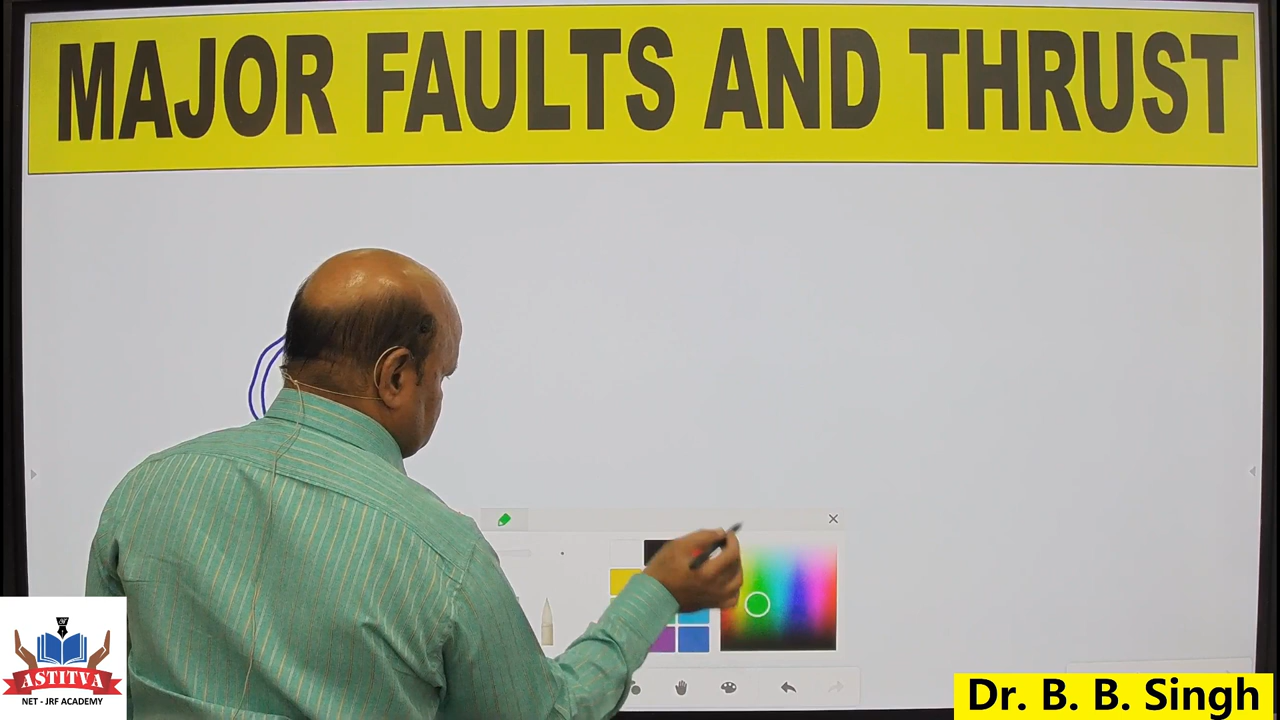 MAJOR FAULTS AND THRUST
ASTITVA
NET - JRF ACADEMY
Dr. B. B. Singh